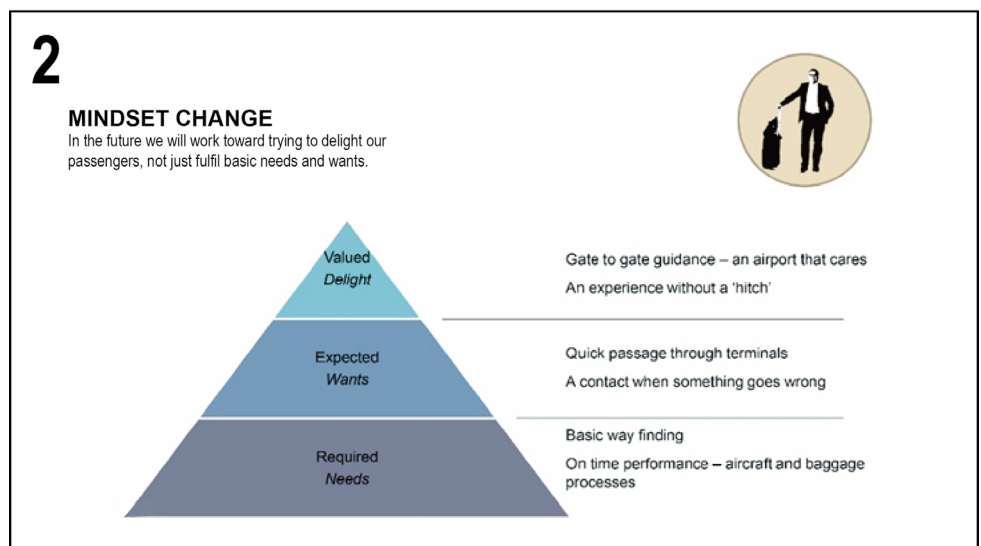 2
MINDSET CHANGE
In the future we will work toward trying to delight our
passengers, not just fulfil basic needs and wants.
Valued
Delight
Gate to gate guidance – an airport that cares
An experience without a ‘hitch’
Expected
Wants
Quick passage through terminals
A contact when something goes wrong
Required
Needs
Basic way finding
On time performance – aircraft and baggage
processes